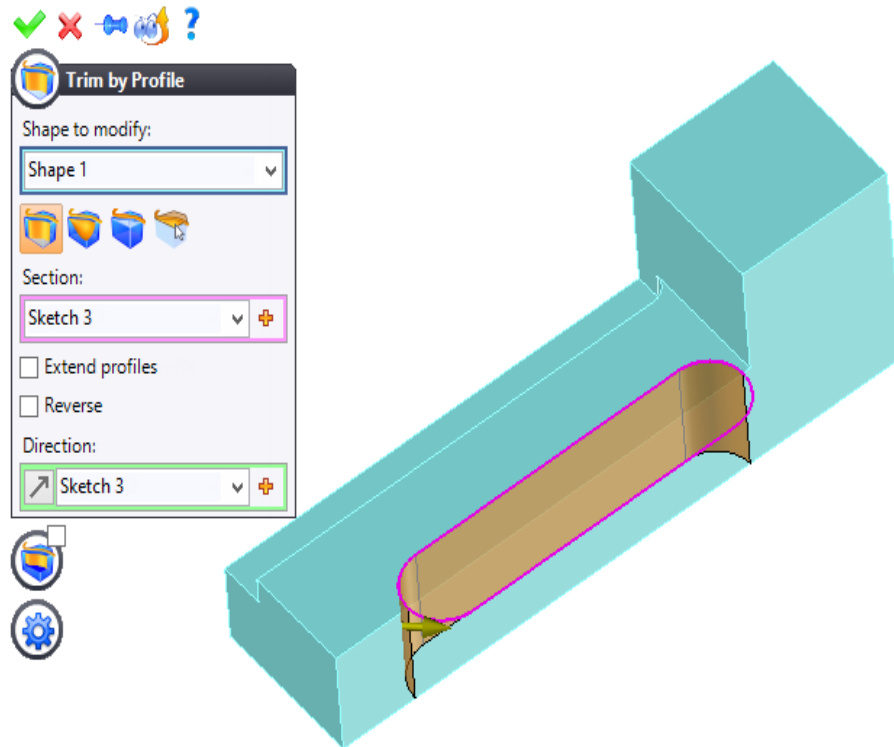 ?
Trim by Profile
Shape to modify:
Shape 1
Section:
Sketch 3
Extend profiles
Reverse
Direction:
Sketch 3